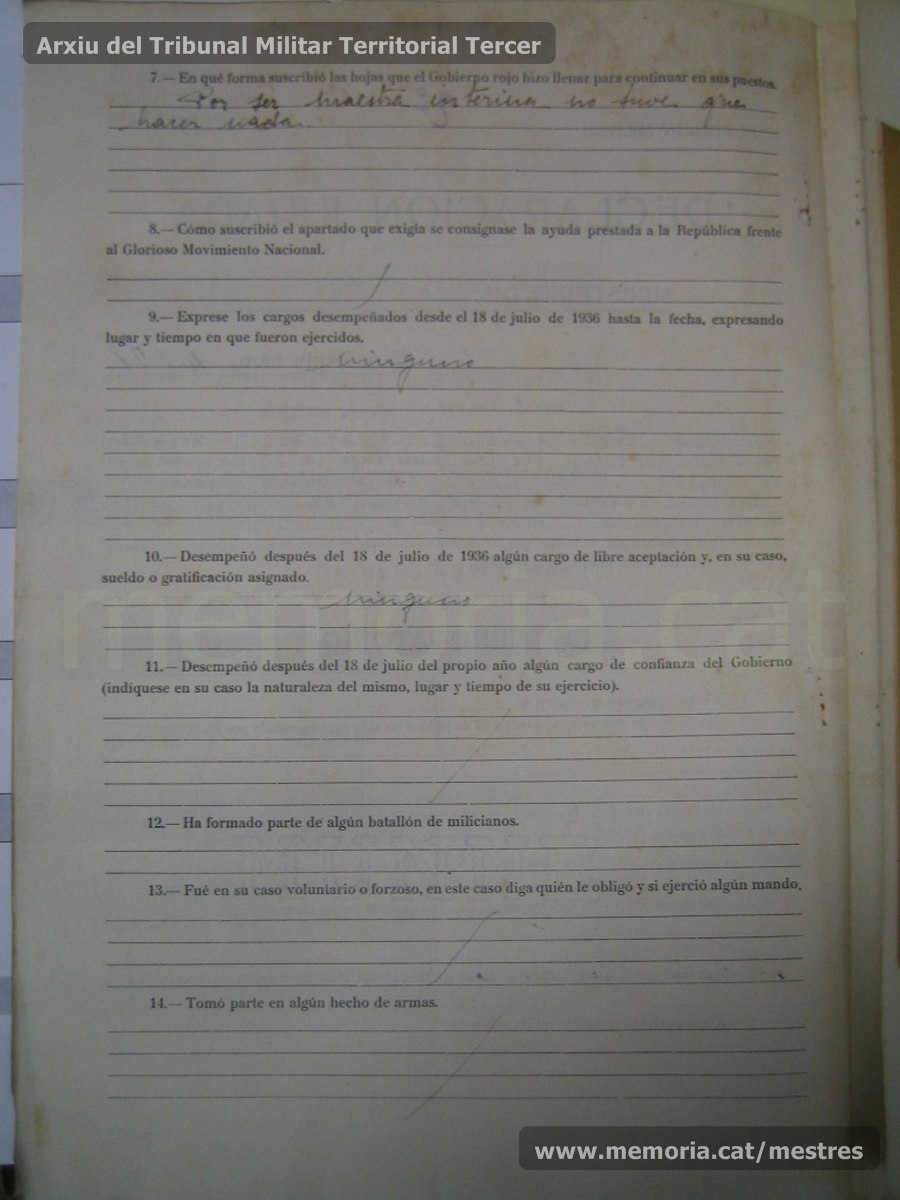 Arxiu del Tribunal Militar Territorial Tercer
7.— En qué forma suscribió las hojas que el Gobierno rojo hizo llenar para continuar en sus puestos.
Por ser maestra interina no tuve que
hacer nada.
8.— Cómo suscribió el apartado que exigía se consignase la ayuda prestada a la República frente
al Glorioso Movimiento Nacional.
9.— Exprese los cargos desempeñados desde el 18 de julio de 1936 hasta la fecha, expresando
lugar y tiempo en que fueron ejercidos.
Ninguno
10.— Desempeñó después del 18 de julio de 1936 algún cargo de libre aceptación y, en su caso,
sueldo o gratificación asignado.
Ninguno
memoria.cat
11.— Desempeñó después del 18 de julio del propio año algún cargo de confianza del Gobierno
(indíquese en su caso la naturaleza del mismo, lugar y tiempo de su ejercicio).
12.— Ha formado parte de algún batallón de milicianos.
13.— Fué en su caso voluntario o forzoso, en este caso diga quién le obligó y si ejerció algún mando.
14.— Tomó parte en algún hecho de armas.
www.memoria.cat/mestres